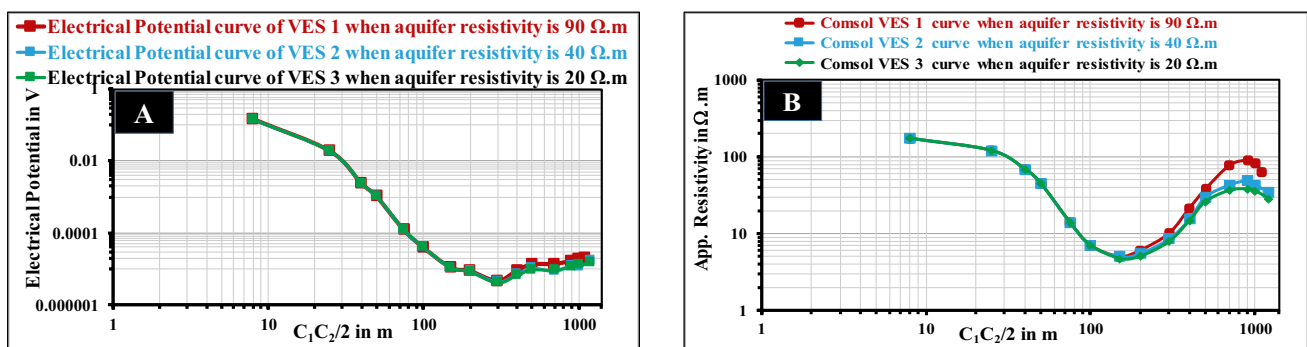 Electrical Potential curve of VES 1 when aquifer resistivity is 90 Ω.m
Electrical Potential curve of VES 2 when aquifer resistivity is 40 Ω.m
Electrical Potential curve of VES 3 when aquifer resistivity is 20 Ω.m
A
Electrical Potential in V
1
0.01
0.0001
0.000001
1
10
100
1000
C₁C₂/2 in m
Comsol VES 1 curve when aquifer resistivity is 90 Ω.m
Comsol VES 2 curve when aquifer resistivity is 40 Ω.m
Comsol VES 3 curve when aquifer resistivity is 20 Ω.m
B
App. Resistivity in Ω .m
1000
100
10
1
1
10
100
1000
C₁C₂/2 in m